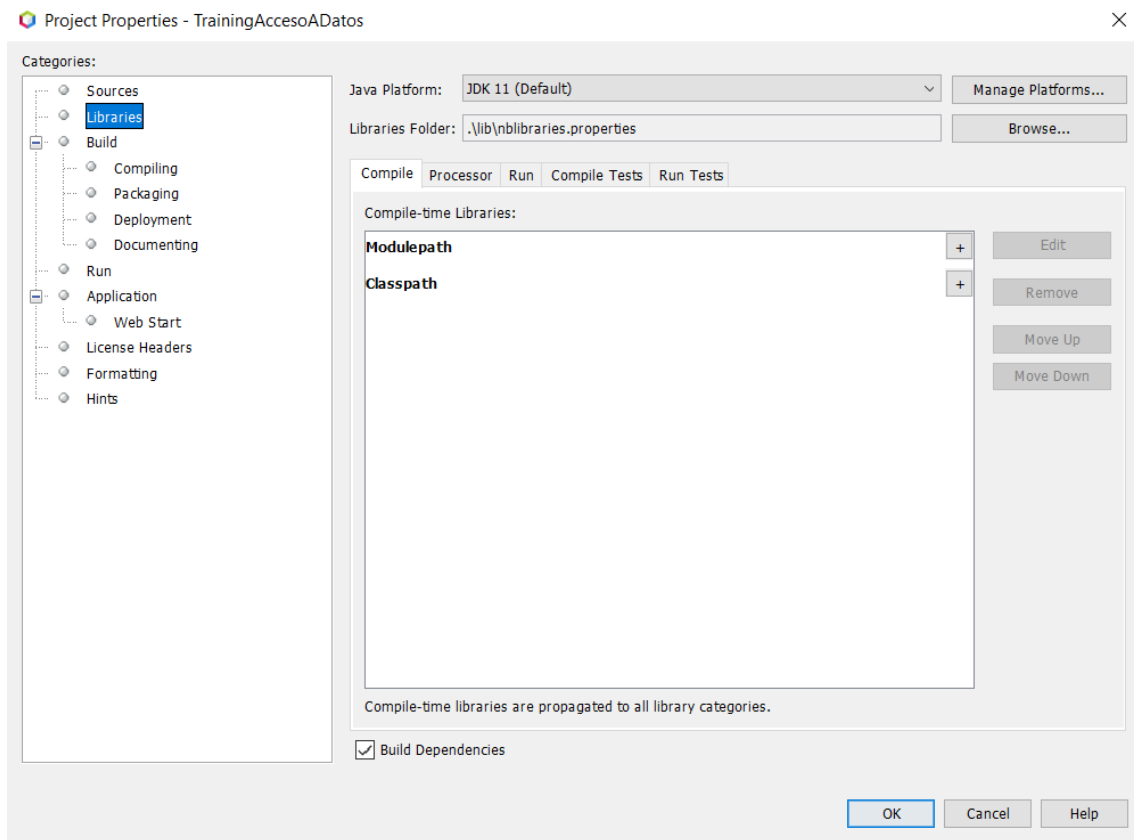 Project Properties - TrainingAccesoADatos
Categories:
Sources
Libraries
Build
Compiling
Packaging
Deployment
Documenting
Run
Application
Web Start
License Headers
Formatting
Hints
Java Platform: JDK 11 (Default) Manage Platforms...
Libraries Folder: .\lib\nblibraries.properties Browse...
Compile Processor Run Compile Tests Run Tests
Compile-time Libraries:
Modulepath + Edit
Classpath + Remove
Move Up
Move Down
Compile-time libraries are propagated to all library categories.
Build Dependencies
OK Cancel Help